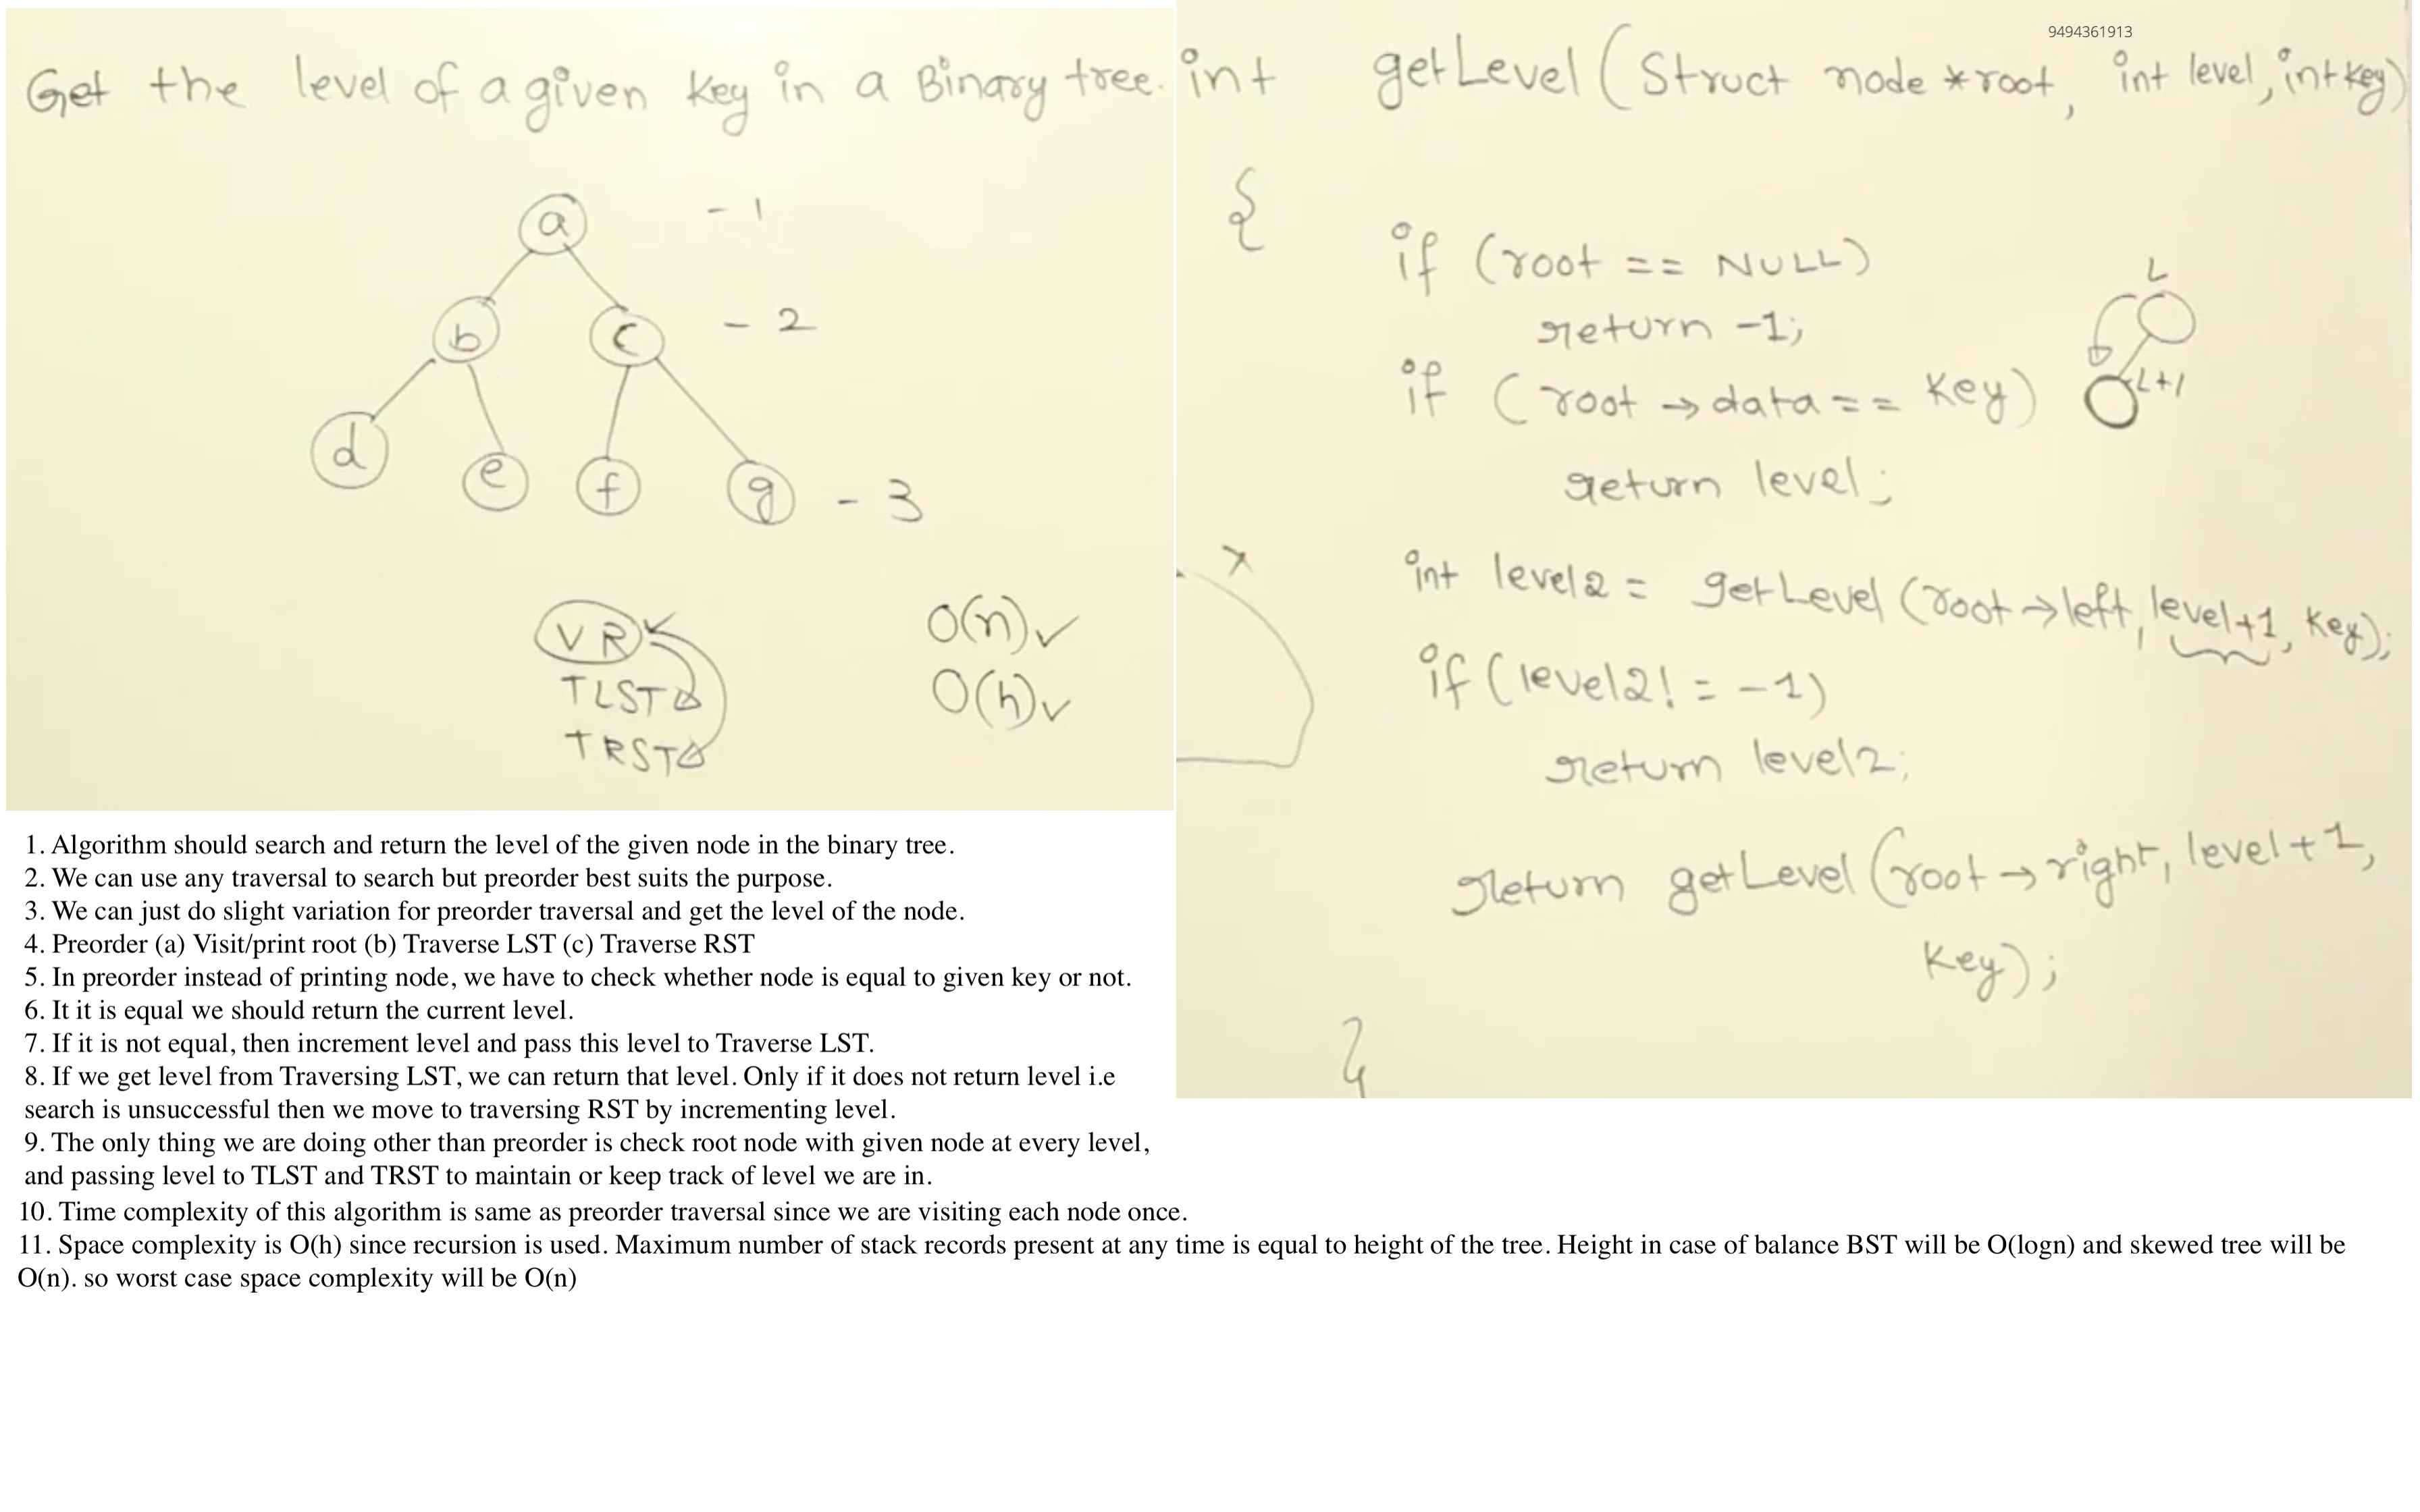 Get the level of a given key in a Binary tree.
a - 1
b c - 2
d e f g - 3
VR
TLST
TRST
O(n)✓
O(h)✓
1. Algorithm should search and return the level of the given node in the binary tree.
2. We can use any traversal to search but preorder best suits the purpose.
3. We can just do slight variation for preorder traversal and get the level of the node.
4. Preorder (a) Visit/print root (b) Traverse LST (c) Traverse RST
5. In preorder instead of printing node, we have to check whether node is equal to given key or not.
6. It it is equal we should return the current level.
7. If it is not equal, then increment level and pass this level to Traverse LST.
8. If we get level from Traversing LST, we can return that level. Only if it does not return level i.e
search is unsuccessful then we move to traversing RST by incrementing level.
9. The only thing we are doing other than preorder is check root node with given node at every level,
and passing level to TLST and TRST to maintain or keep track of level we are in.
10. Time complexity of this algorithm is same as preorder traversal since we are visiting each node once.
11. Space complexity is O(h) since recursion is used. Maximum number of stack records present at any time is equal to height of the tree. Height in case of balance BST will be O(logn) and skewed tree will be
O(n). so worst case space complexity will be O(n)
9494361913
int getLevel(Struct node *root, int level, int key)
{
if (root == NULL)
return -1;
if (root → data == key)
return level;
L
L+1
int level2 = getLevel (root→left, level+1, key);
if (level2! = -1)
return level2;
return getLevel (root→right, level+1,
key);
}